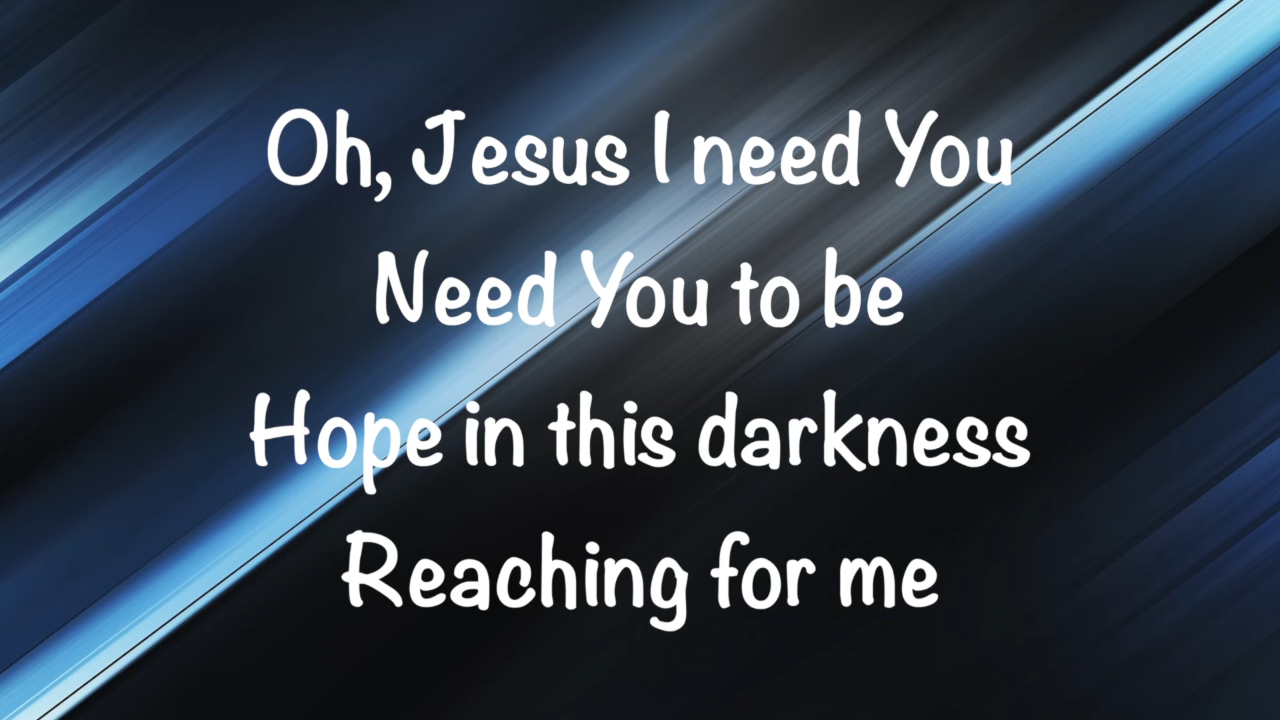 Oh, Jesus I need You
Need You to be
Hope in this darkness
Reaching for me